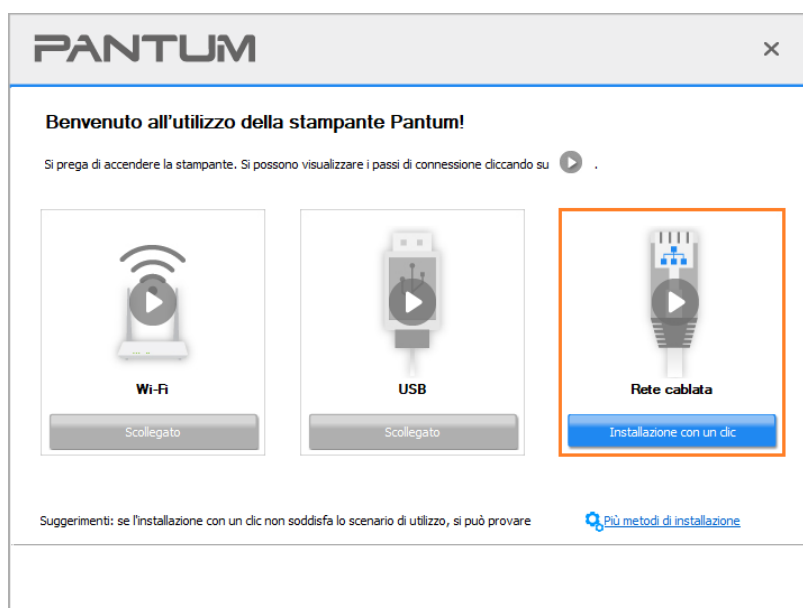 PANTUM
Benvenuto all'utilizzo della stampante Pantum!
Si prega di accendere la stampante. Si possono visualizzare i passi di connessione cliccando su .
Wi-Fi
USB
Rete cablata
Scollegato
Scollegato
Installazione con un clic
Suggerimenti: se l'installazione con un clic non soddisfa lo scenario di utilizzo, si può provare
Più metodi di installazione